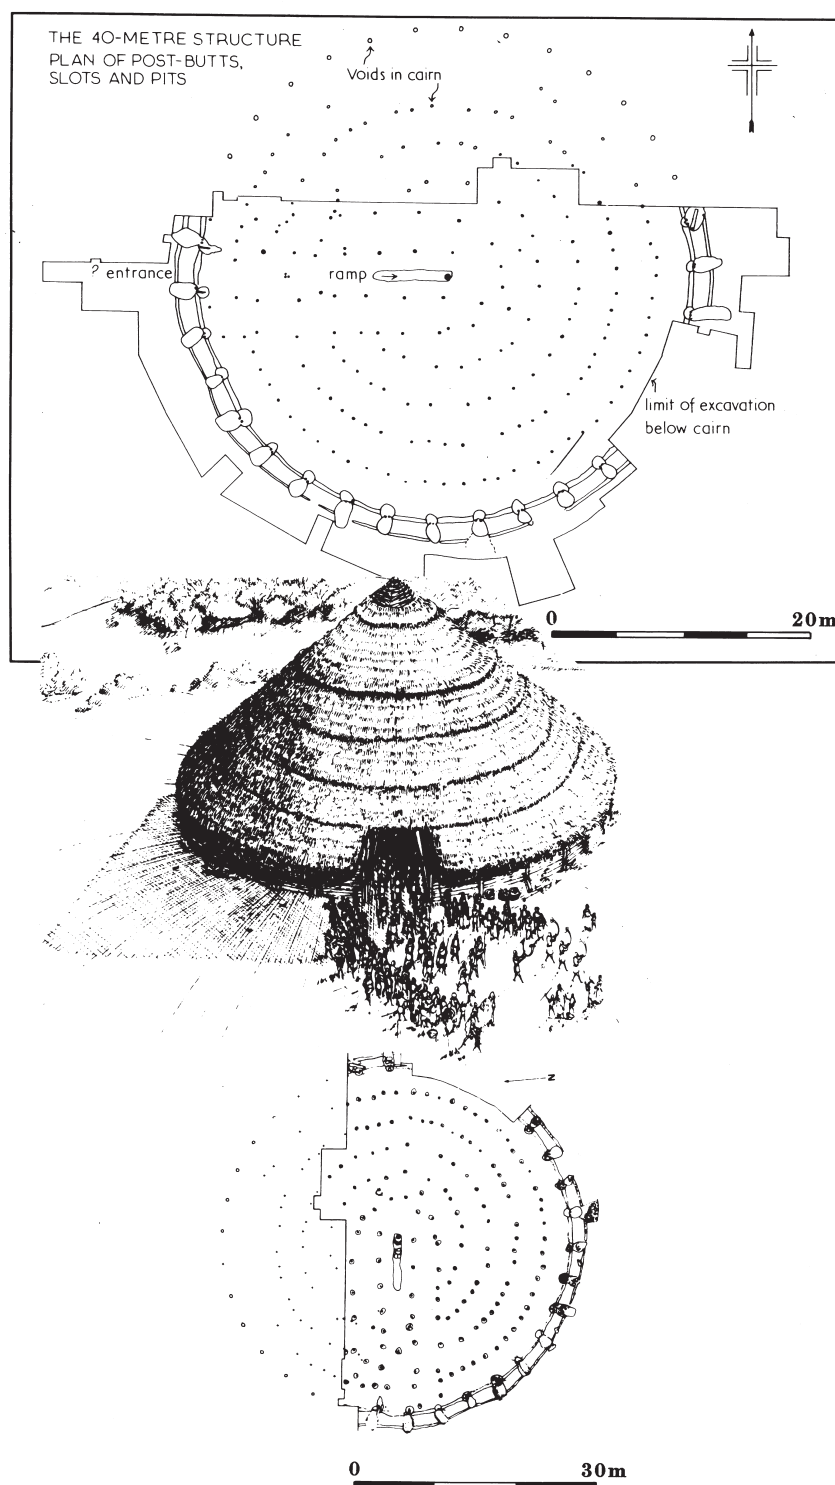 THE 40-METRE STRUCTURE
PLAN OF POST-BUTTS,
SLOTS AND PITS
Voids in cairn
? entrance
ramp
limit of excavation
below cairn
0 20m
N
0 30m